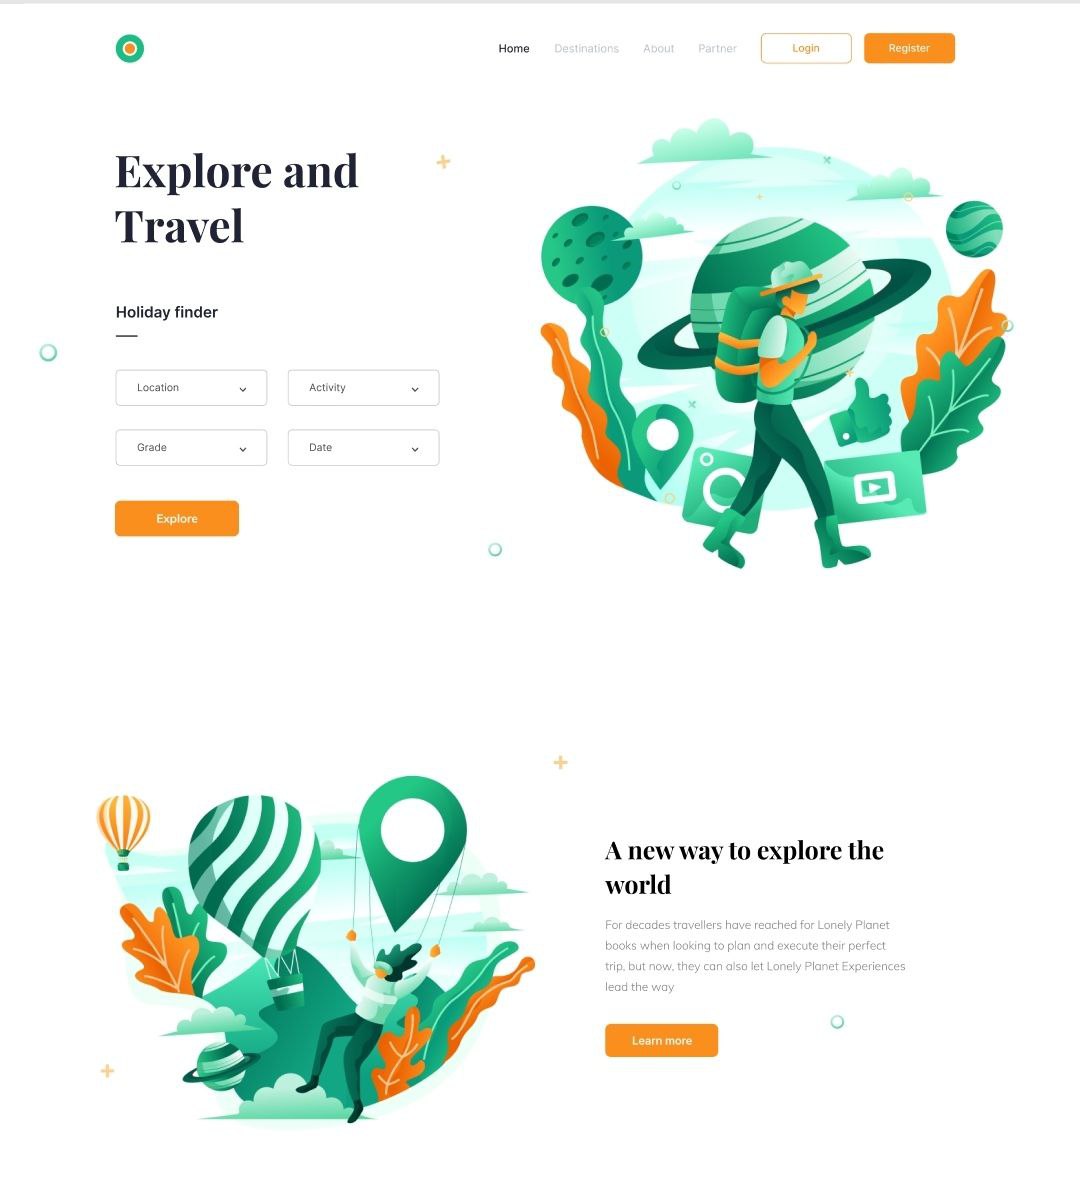 Home Destinations About Partner Login Register
Explore and
Travel
Holiday finder
Location Activity
Grade Date
Explore
A new way to explore the
world
For decades travellers have reached for Lonely Planet
books when looking to plan and execute their perfect
trip, but now, they can also let Lonely Planet Experiences
lead the way
Learn more